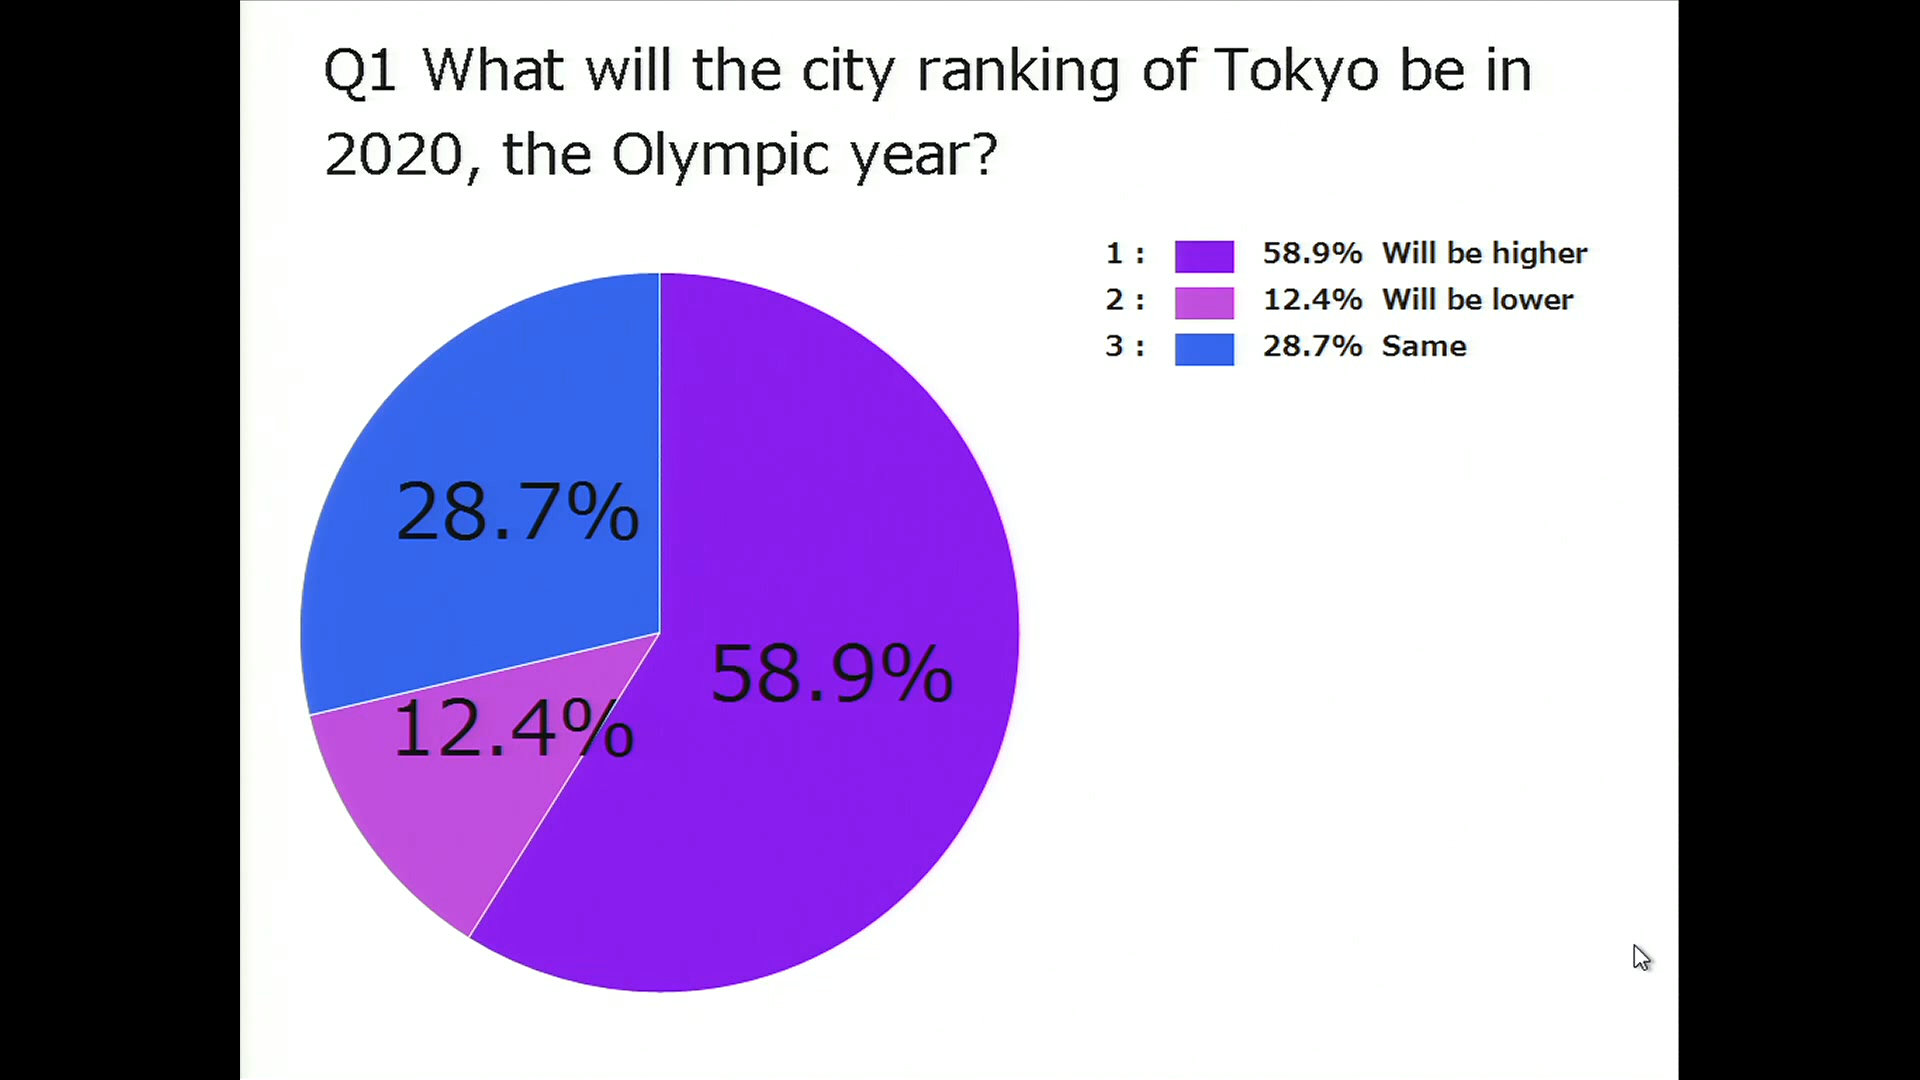 Q1 What will the city ranking of Tokyo be in
2020, the Olympic year?
1 : 58.9% Will be higher
2 : 12.4% Will be lower
3 : 28.7% Same
28.7%
58.9%
12.4%